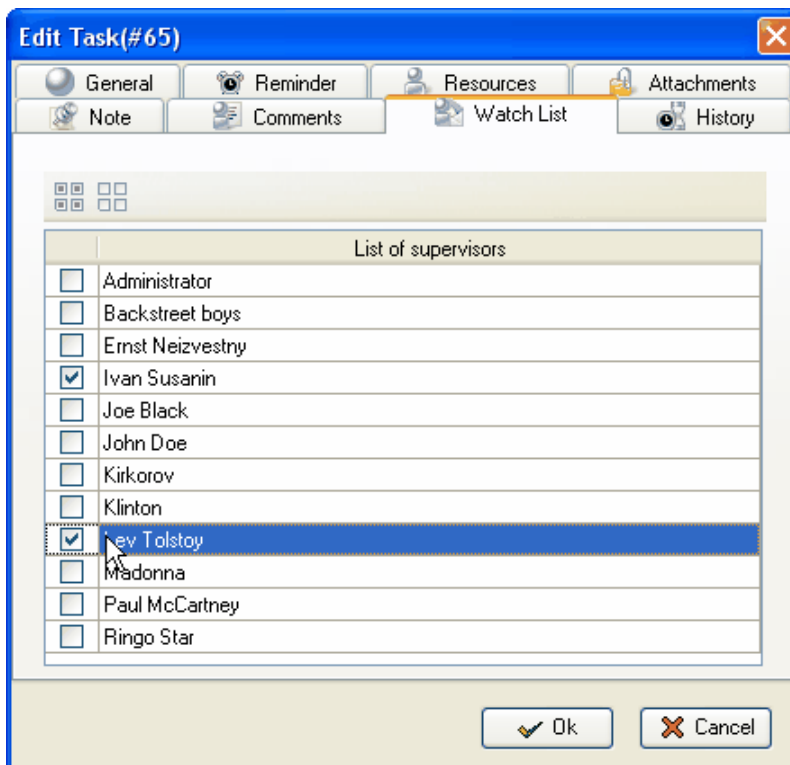 Edit Task(#65)
General Reminder Resources Attachments
Note Comments Watch List History
List of supervisors
Administrator
Backstreet boys
Ernst Neizvestny
Ivan Susanin
Joe Black
John Doe
Kirkorov
Klinton
Lev Tolstoy
Madonna
Paul McCartney
Ringo Star
Ok Cancel